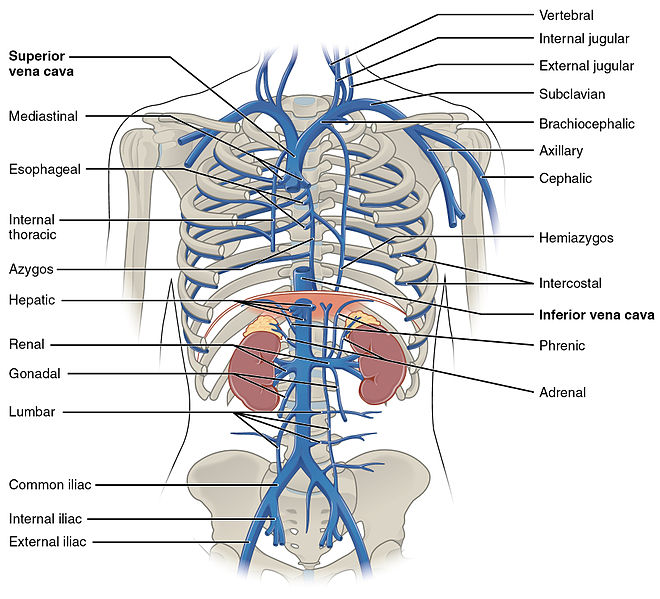 Superior
vena cava
Mediastinal
Esophageal
Internal
thoracic
Azygos
Hepatic
Renal
Gonadal
Lumbar
Common iliac
Internal iliac
External iliac
Vertebral
Internal jugular
External jugular
Subclavian
Brachiocephalic
Axillary
Cephalic
Hemiazygos
Intercostal
Inferior vena cava
Phrenic
Adrenal